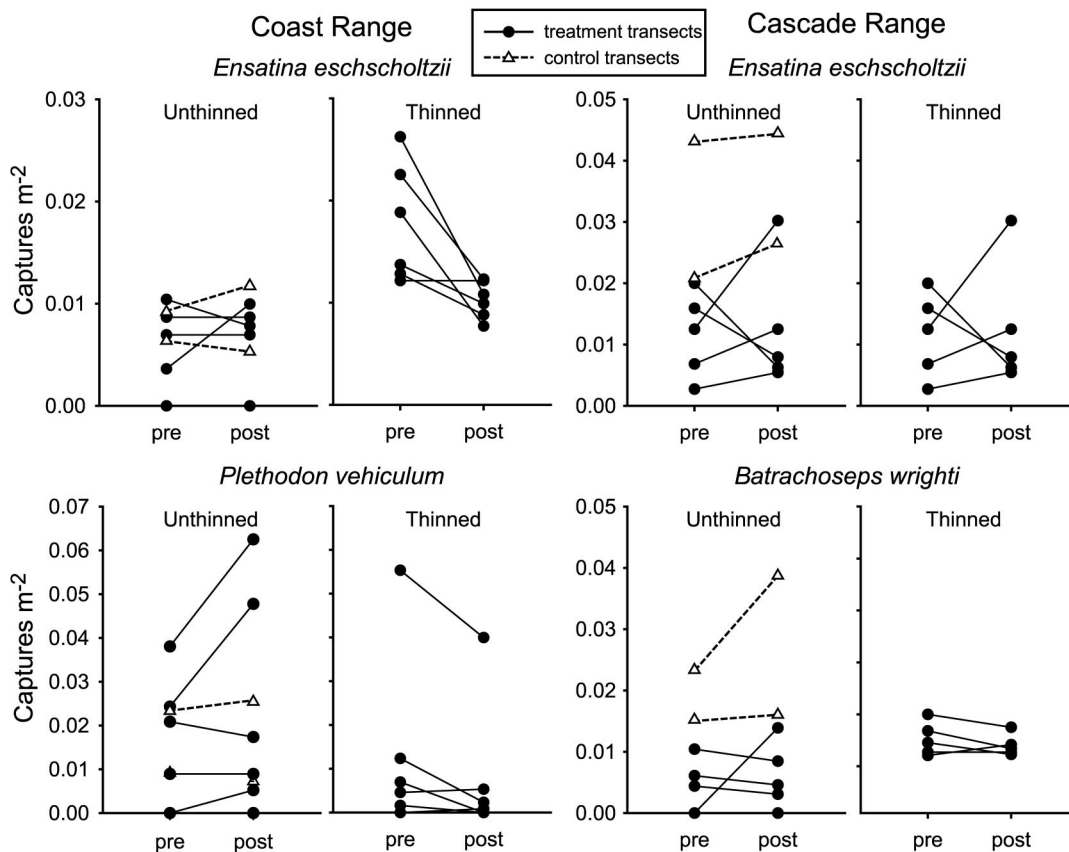 Coast Range
treatment transects
control transects
Cascade Range
Ensatina eschscholtzii
Ensatina eschscholtzii
Captures m-2
0.03
0.02
0.01
0.00
Unthinned
Thinned
pre
post
pre
post
0.05
0.04
0.03
0.02
0.01
0.00
Unthinned
Thinned
pre
post
pre
post
Plethodon vehiculum
Batrachoseps wrighti
Captures m-2
0.07
0.06
0.05
0.04
0.03
0.02
0.01
0.00
Unthinned
Thinned
pre
post
pre
post
0.05
0.04
0.03
0.02
0.01
0.00
Unthinned
Thinned
pre
post
pre
post